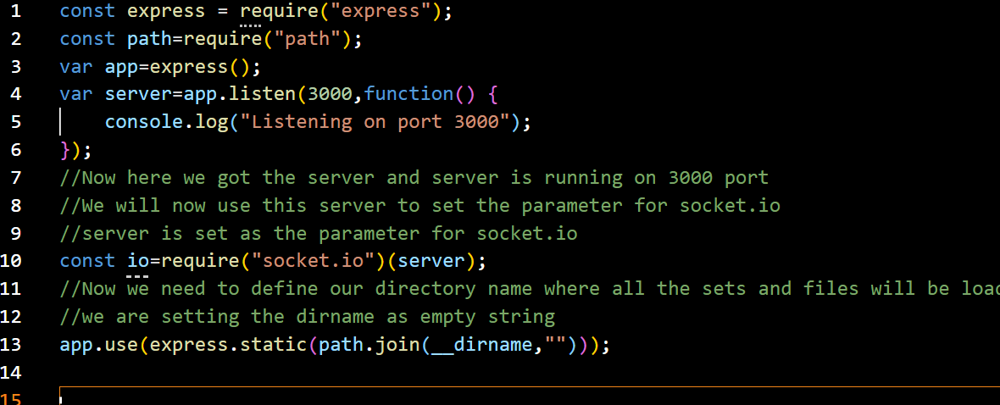 1 const express = require("express");
2 const path=require("path");
3 var app=express();
4 var server=app.listen(3000,function() {
5 console.log("Listening on port 3000");
6 });
7 //Now here we got the server and server is running on 3000 port
8 //We will now use this server to set the parameter for socket.io
9 //server is set as the parameter for socket.io
10 const io=require("socket.io")(server);
11 //Now we need to define our directory name where all the sets and files will be
12 //we are setting the dirname as empty string
13 app.use(express.static(path.join(__dirname,"")));
14
15